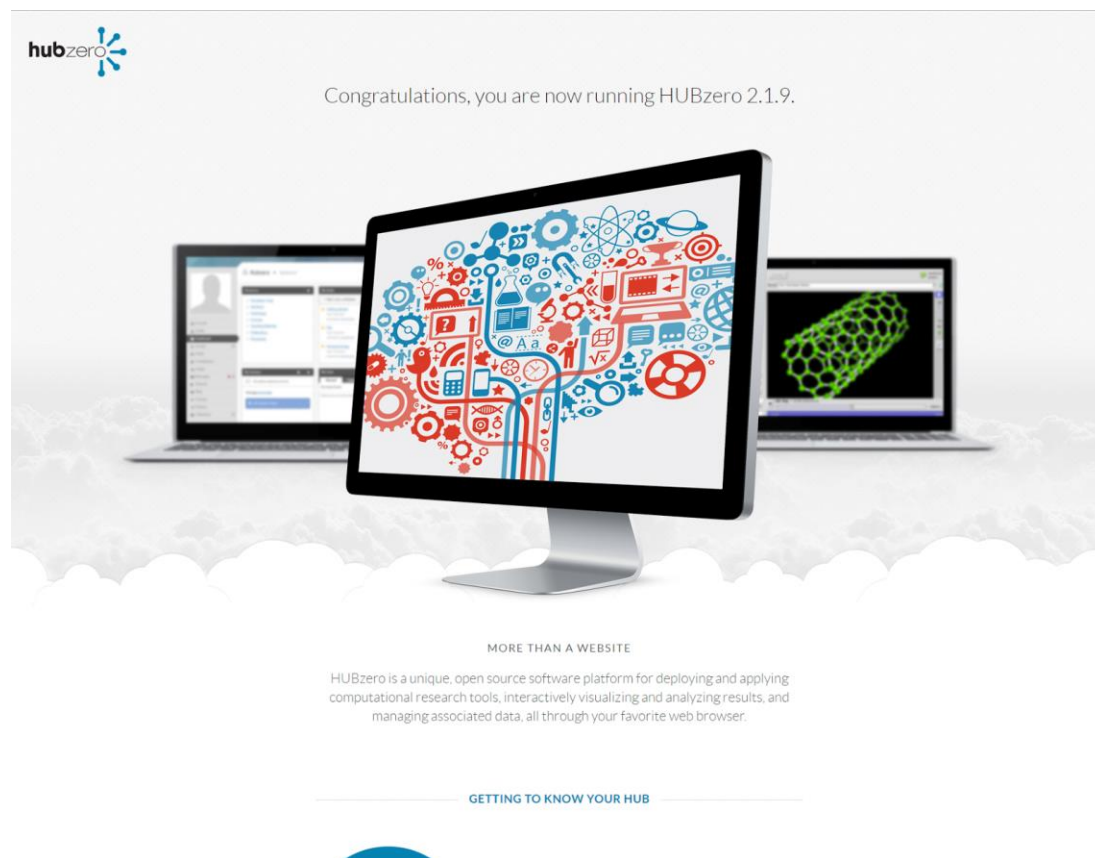 hubzero
Congratulations, you are now running HUBzero 2.1.9.
@ A a
MORE THAN A WEBSITE
HUBzero is a unique, open source software platform for deploying and applying
computational research tools, interactively visualizing and analyzing results, and
managing associated data, all through your favorite web browser.
GETTING TO KNOW YOUR HUB